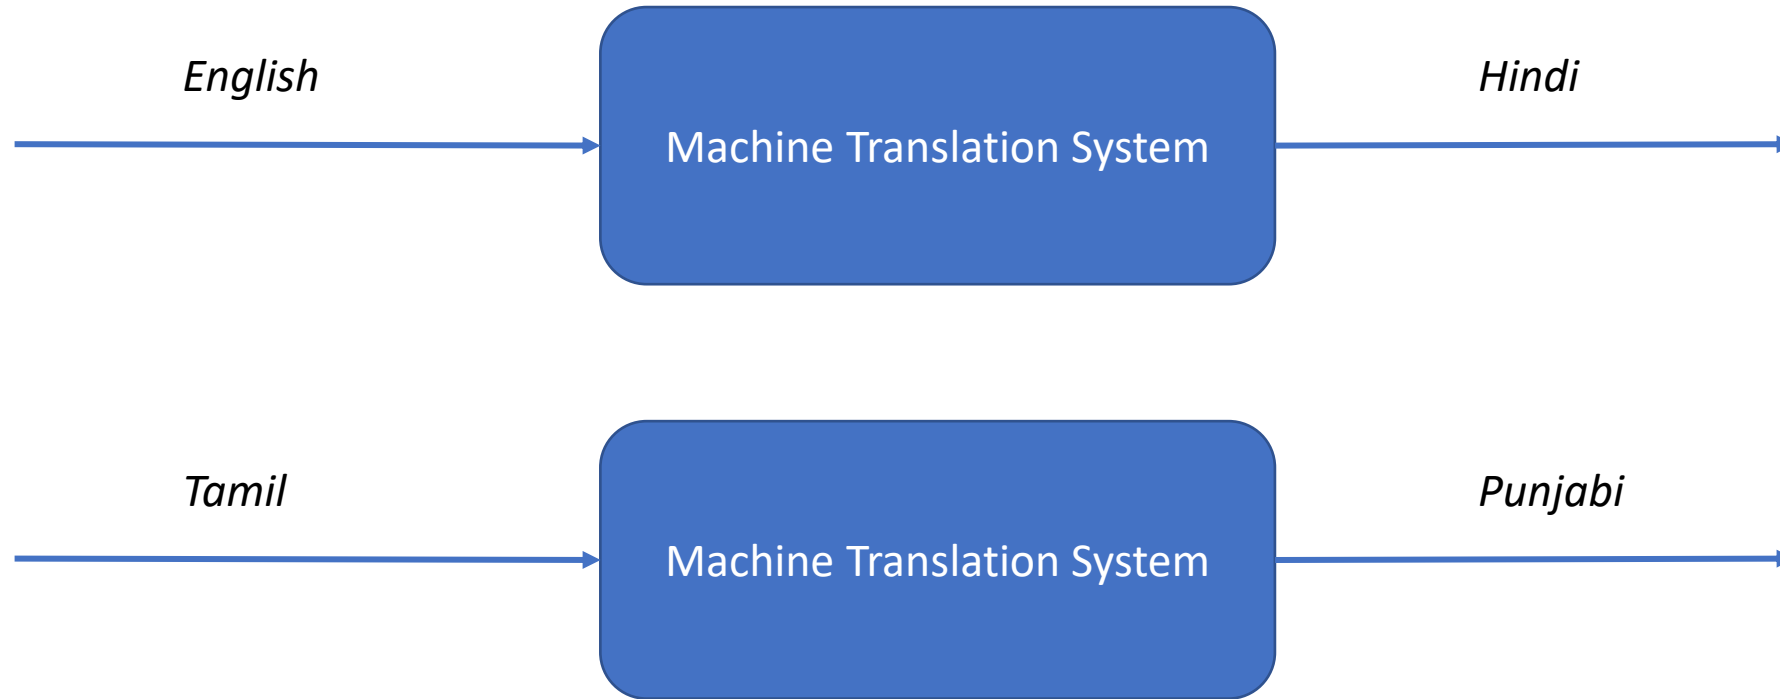 English
Machine Translation System
Hindi
Tamil
Machine Translation System
Punjabi